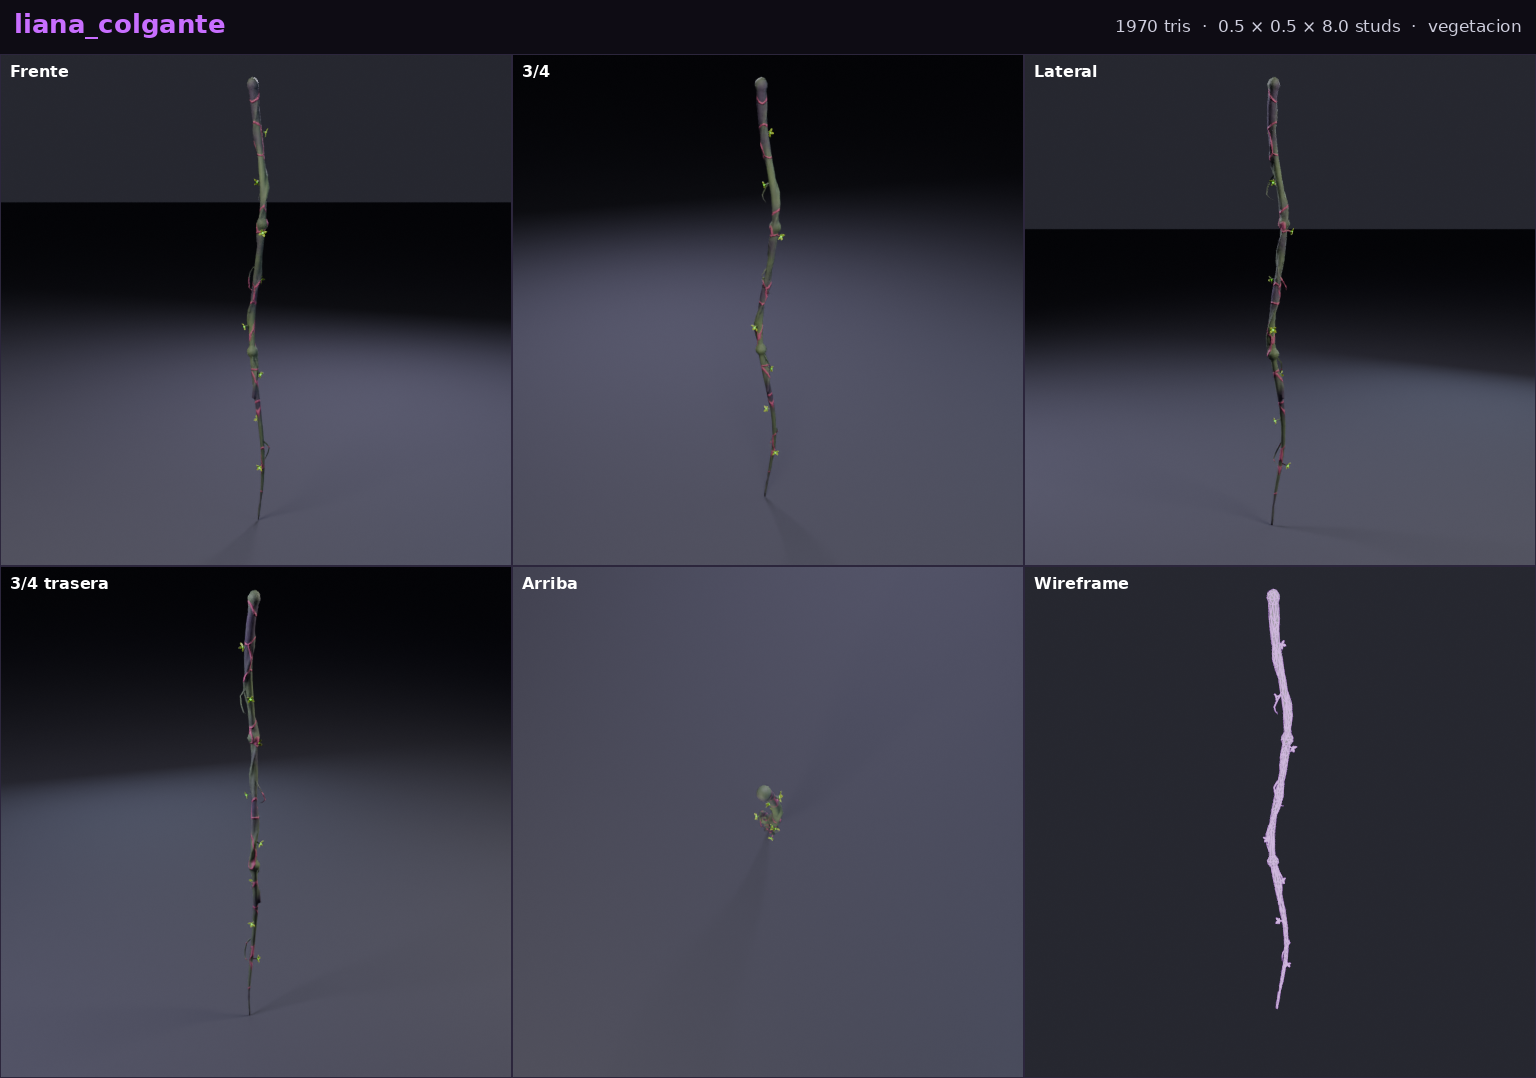 liana_colgante
1970 tris · 0.5 × 0.5 × 8.0 studs · vegetacion
Frente
3/4
Lateral
3/4 trasera
Arriba
Wireframe